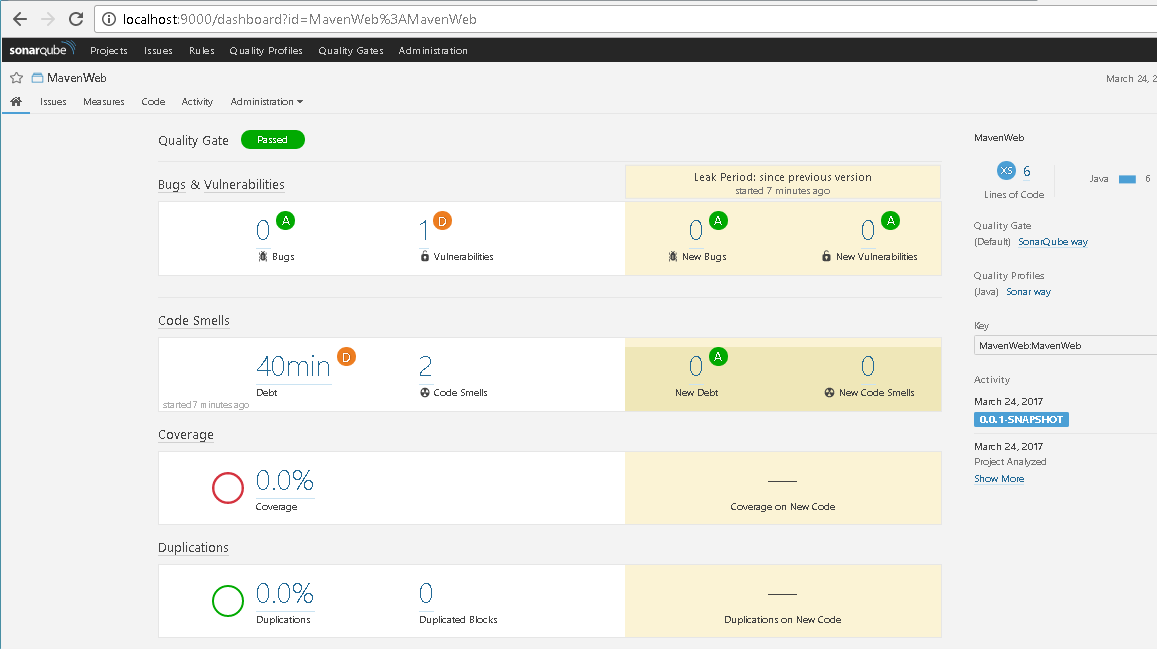 localhost:9000/dashboard?id=MavenWeb%3AMavenWeb
sonarqube Projects Issues Rules Quality Profiles Quality Gates Administration
MavenWeb
March 24, 2
Issues Measures Code Activity Administration
Quality Gate Passed
Bugs & Vulnerabilities
Leak Period: since previous version
started 7 minutes ago
0 A
Bugs
1 D
Vulnerabilities
0 A
New Bugs
0 A
New Vulnerabilities
Code Smells
40min D
Debt
started 7 minutes ago
2
Code Smells
0 A
New Debt
0
New Code Smells
Coverage
0.0%
Coverage
Coverage on New Code
Duplications
0.0%
Duplications
0
Duplicated Blocks
Duplications on New Code
MavenWeb
XS 6
Lines of Code
Java 6
Quality Gate
(Default) SonarQube way
Quality Profiles
(Java) Sonar way
Key
MavenWeb:MavenWeb
Activity
March 24, 2017
0.0.1-SNAPSHOT
March 24, 2017
Project Analyzed
Show More